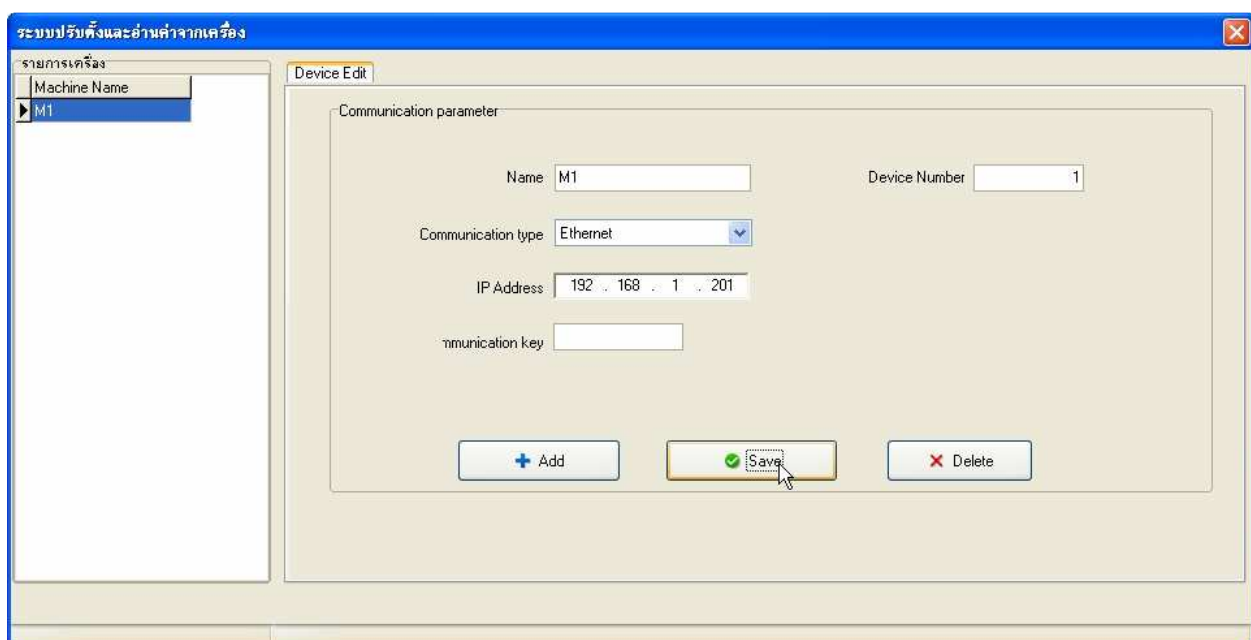 ระบบปรับตั้งและอ่านค่าจากเครื่อง
รายการเครื่อง
Machine Name
M1
Device Edit
Communication parameter
Name M1 Device Number 1
Communication type Ethernet
IP Address 192 . 168 . 1 . 201
mmunication key
Add Save Delete